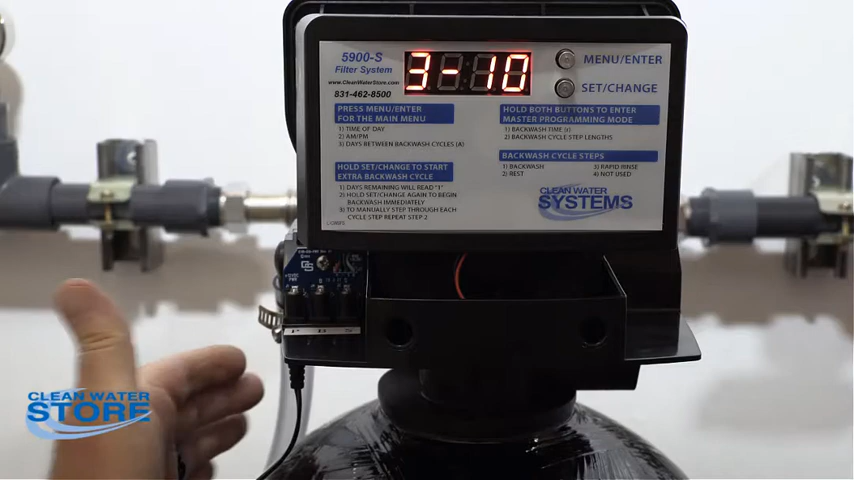 5900-S
Filter System
www.CleanWaterStore.com
831-462-8500
3-10
MENU/ENTER
SET/CHANGE
PRESS MENU/ENTER
FOR THE MAIN MENU
1) TIME OF DAY
2) AM/PM
3) DAYS BETWEEN BACKWASH CYCLES (A)
HOLD BOTH BUTTONS TO ENTER
MASTER PROGRAMMING MODE
1) BACKWASH TIME (r)
2) BACKWASH CYCLE STEP LENGTHS
HOLD SET/CHANGE TO START
EXTRA BACKWASH CYCLE
1) DAYS REMAINING WILL READ "1"
2) HOLD SET/CHANGE AGAIN TO BEGIN
BACKWASH IMMEDIATELY
3) TO MANUALLY STEP THROUGH EACH
CYCLE STEP REPEAT STEP 2
BACKWASH CYCLE STEPS
1) BACKWASH
2) REST
3) RAPID RINSE
4) NOT USED
CLEAN WATER
SYSTEMS
P B S
CLEAN WATER
STORE